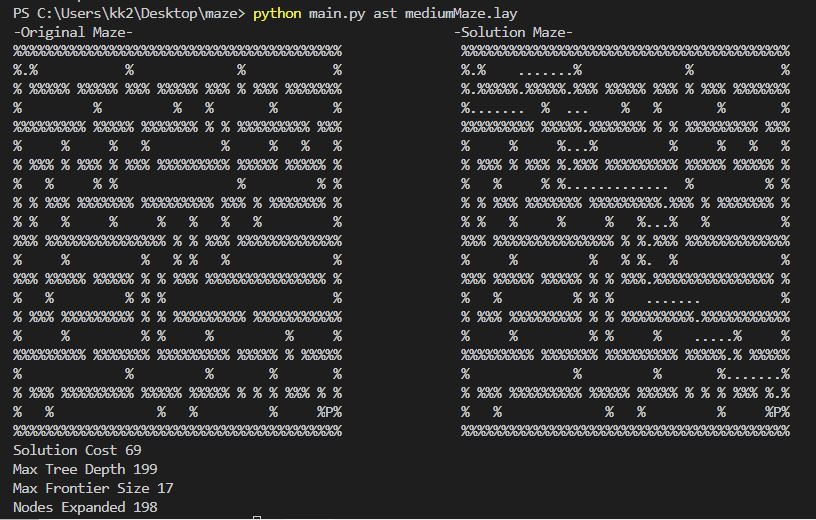 PS C:\Users\kk2\Desktop\maze> python main.py ast mediumMaze.lay
-Original Maze-                                        -Solution Maze-
%%%%%%%%%%%%%%%%%%%%%%%%%%%%%%%%%%%%%%%%%               %%%%%%%%%%%%%%%%%%%%%%%%%%%%%%%%%%%%%%%%%
%.%           %             %           %               %.%    .......%             %           %
% %%%%% %%%%% %%% %%%%% %%% % %%% %%%%%%%               %.%%%%%.%%%%%.%%% %%%%% %%% % %%% %%%%%%%
%         %         %   %       %       %               %.......  %  ...    %   %       %       %
%%%%%%%%% %%%%% %%%%%%% % % %%%%%%%%% %%%               %%%%%%%%% %%%%%.%%%%%%% % % %%%%%%%%% %%%
%     %     %   %         %     %   %   %               %     %     %...%         %     %   %   %
% %%% % %%% % %%% %%%%%%%%% %%%%% %%%%% %               % %%% % %%% %.%%% %%%%%%%%% %%%%% %%%%% %
%   %     % %               %         % %               %   %     % %.............  %         % %
% % %%% %%%%%%% %%%%%%%%% %%% % %%%%%%% %               % % %%% %%%%%%% %%%%%%%%%.%%% % %%%%%%% %
% %   %     %     %   %   %   %         %               % %   %     %     %   %...%   %         %
%%% %%%%%%%%%%%%%%% % % %%% %%%%%%%%%%%%%               %%% %%%%%%%%%%%%%%% % %.%%% %%%%%%%%%%%%%
%     %       %     % %   %             %               %     %       %     % %.  %             %
%%% %%%%% %%%%% % % %%% %%%%%%%%%%%%%%% %               %%% %%%%% %%%%% % % %%%.%%%%%%%%%%%%%%% %
%   %         % % %                     %               %   %         % % %    .......          %
% %%% %%%%%%%%% % % %%%%%%%%% %%%%%%%%%%%               % %%% %%%%%%%%% % % %%%%%%%%%.%%%%%%%%%%%
%     %         % %     %         %     %               %     %         % %     %    .....%     %
%%%%%%%%% %%%%%%% %%%%%%%%% %%%%% % %%%%%               %%%%%%%%% %%%%%%% %%%%%%%%% %%%%%.% %%%%%
%             %         %       %       %               %             %         %       %.......%
% %%% %%%%%%%%% %%%%% %%%%% % % % %%% % %               % %%% %%%%%%%%% %%%%% %%%%% % % % %%% %.%
%   %             %   %         %     %P%               %   %             %   %         %     %P%
%%%%%%%%%%%%%%%%%%%%%%%%%%%%%%%%%%%%%%%%%               %%%%%%%%%%%%%%%%%%%%%%%%%%%%%%%%%%%%%%%%%
Solution Cost 69
Max Tree Depth 199
Max Frontier Size 17
Nodes Expanded 198